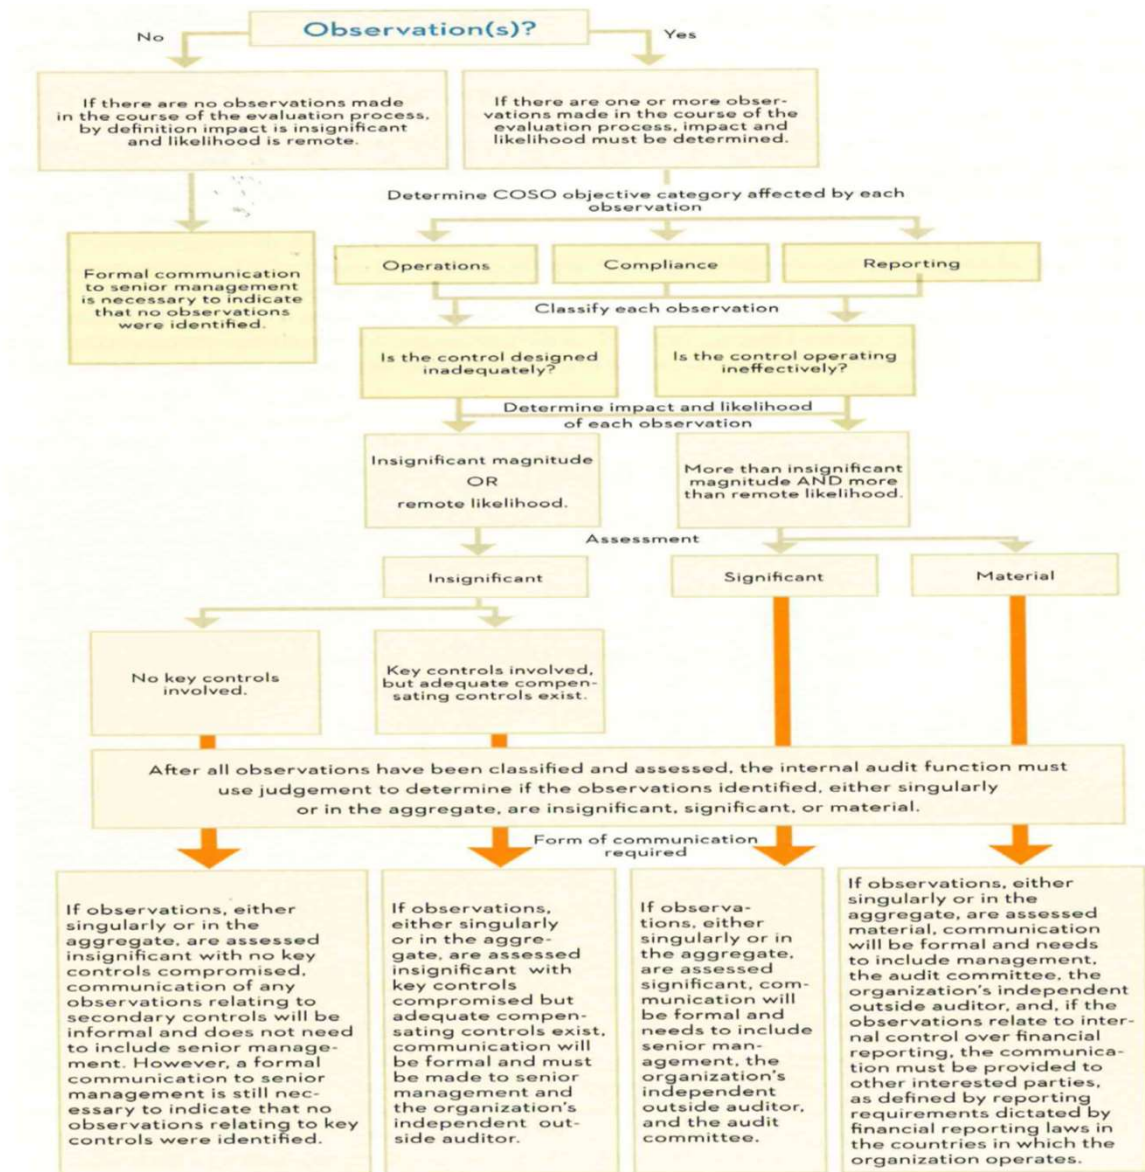 Observation(s)?
No
Yes
If there are no observations made
in the course of the evaluation process,
by definition impact is insignificant
and likelihood is remote.
If there are one or more obser-
vations made in the course of the
evaluation process, impact and
likelihood must be determined.
Determine COSO objective category affected by each
observation
Formal communication
to senior management
is necessary to indicate
that no observations
were identified.
Operations
Compliance
Reporting
Classify each observation
Is the control designed
inadequately?
Is the control operating
ineffectively?
Determine impact and likelihood
of each observation
Insignificant magnitude
OR
remote likelihood.
More than insignificant
magnitude AND more
than remote likelihood.
Assessment
Insignificant
Significant
Material
No key controls
involved.
Key controls involved,
but adequate compen-
sating controls exist.
After all observations have been classified and assessed, the internal audit function must
use judgement to determine if the observations identified, either singularly
or in the aggregate, are insignificant, significant, or material.
Form of communication
required
If observations, either
singularly or in the
aggregate, are assessed
insignificant with no key
controls compromised,
communication of any
observations relating to
secondary controls will be
informal and does not need
to include senior manage-
ment. However, a formal
communication to senior
management is still nec-
essary to indicate that no
observations relating to key
controls were identified.
If observations,
either singularly
or in the aggre-
gate, are assessed
insignificant with
key controls
compromised but
adequate compen-
sating controls exist,
communication will
be formal and must
be made to senior
management and
the organization's
independent out-
side auditor.
If observa-
tions, either
singularly or in
the aggregate,
are assessed
significant, com-
munication will
be formal and
needs to include
senior man-
agement, the
organization's
independent
outside auditor,
and the audit
committee.
If observations, either
singularly or in the
aggregate, are assessed
material, communication
will be formal and needs
to include management,
the audit committee, the
organization's independent
outside auditor, and, if the
observations relate to inter-
nal control over financial
reporting, the communica-
tion must be provided to
other interested parties,
as defined by reporting
requirements dictated by
financial reporting laws in
the countries in which the
organization operates.